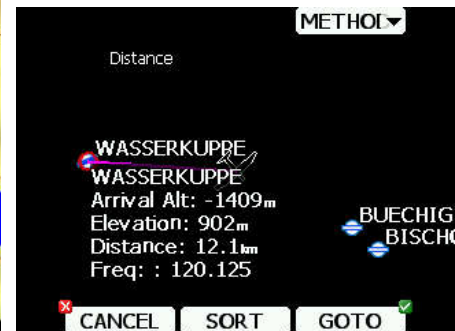 METHOD
Distance
WASSERKUPPE
WASSERKUPPE
Arrival Alt: -1409m
Elevation: 902m
Distance: 12.1km
Freq: : 120.125
BUECHIG
BISCHO
CANCEL
SORT
GOTO